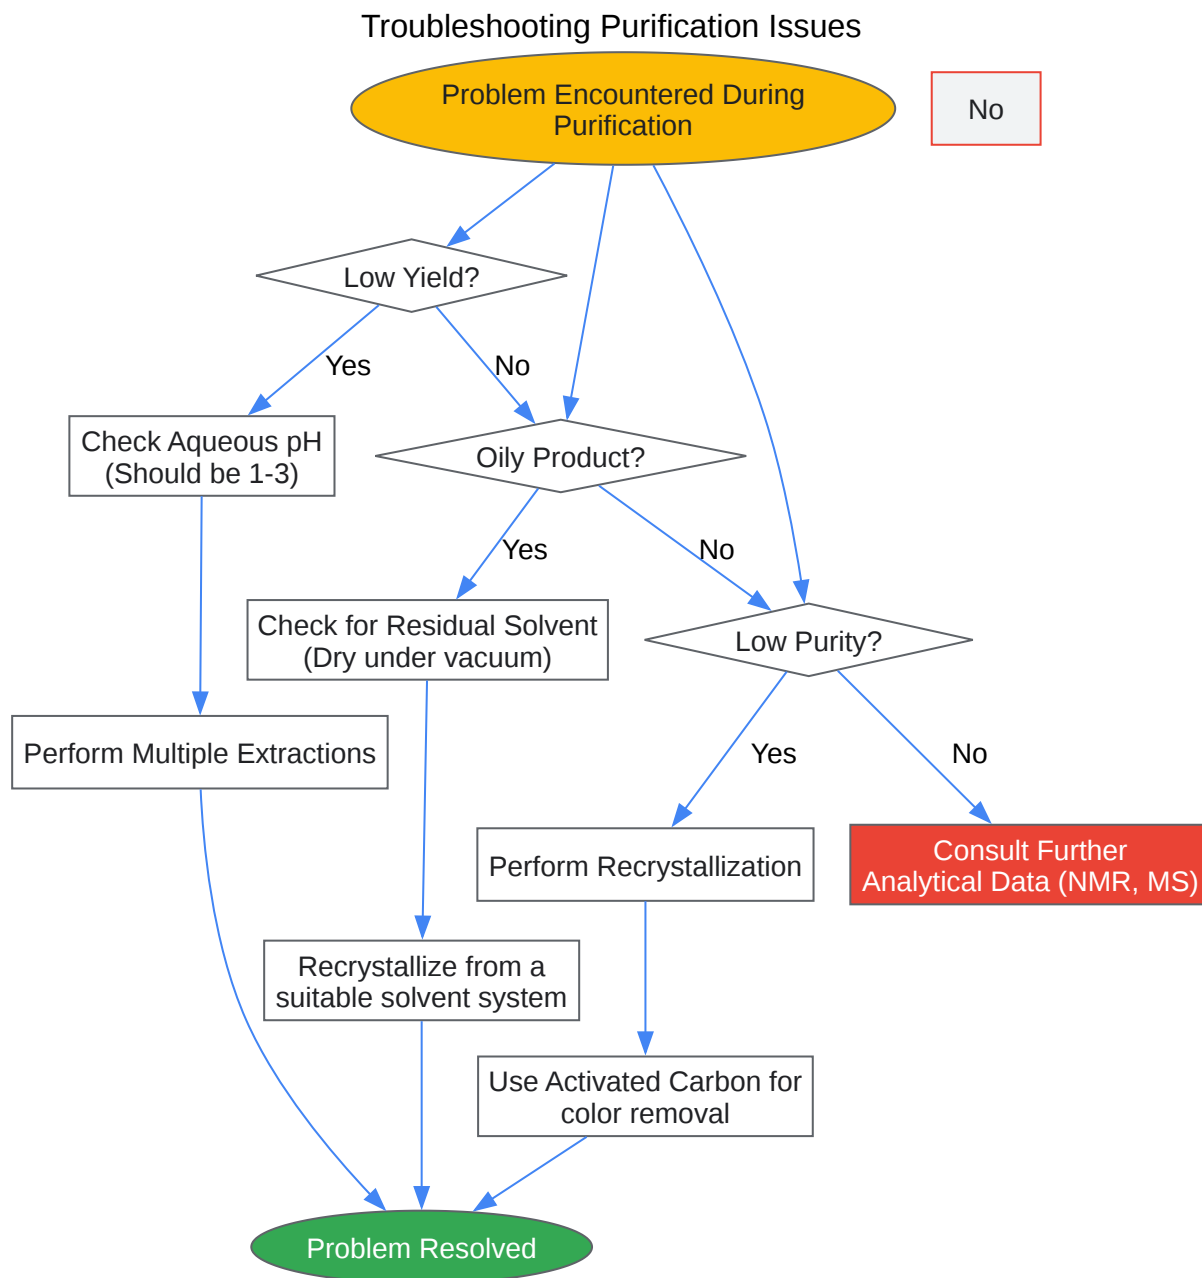 Troubleshooting Purification Issues
Problem Encountered During
Purification
No
Low Yield?
Yes
No
Check Aqueous pH
(Should be 1-3)
Oily Product?
Yes
No
Check for Residual Solvent
(Dry under vacuum)
Low Purity?
Perform Multiple Extractions
Yes
No
Perform Recrystallization
Consult Further
Analytical Data (NMR, MS)
Recrystallize from a
suitable solvent system
Use Activated Carbon for
color removal
Problem Resolved